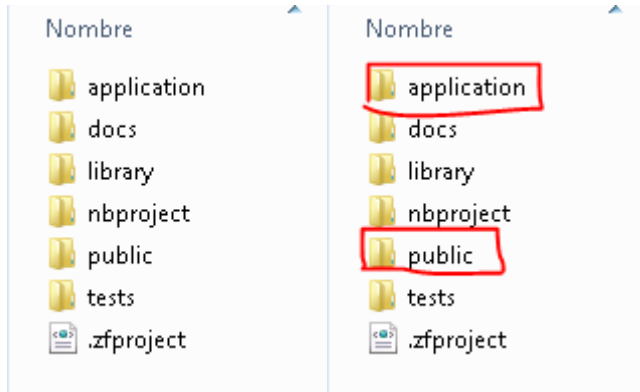 Nombre
application
docs
library
nbproject
public
tests
.zfproject
Nombre
application
docs
library
nbproject
public
tests
.zfproject